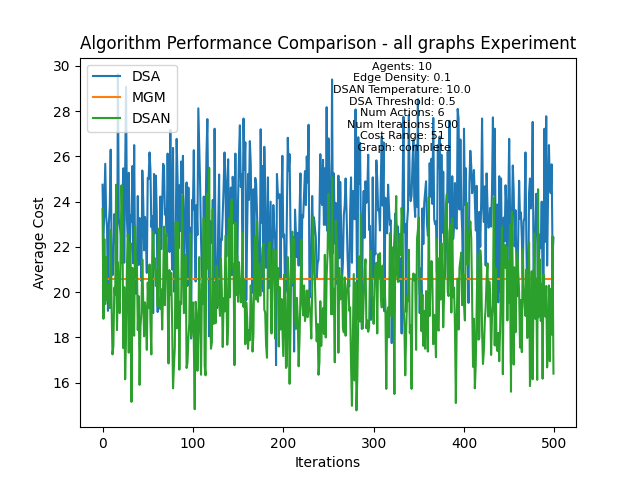 Algorithm Performance Comparison - all graphs Experiment
DSA
MGM
DSAN
Agents: 10
Edge Density: 0.1
DSAN Temperature: 10.0
DSA Threshold: 0.5
Num Actions: 6
Num Iterations: 500
Cost Range: 51
Graph: complete
Average Cost
30
28
26
24
22
20
18
16
0
100
200
300
400
500
Iterations